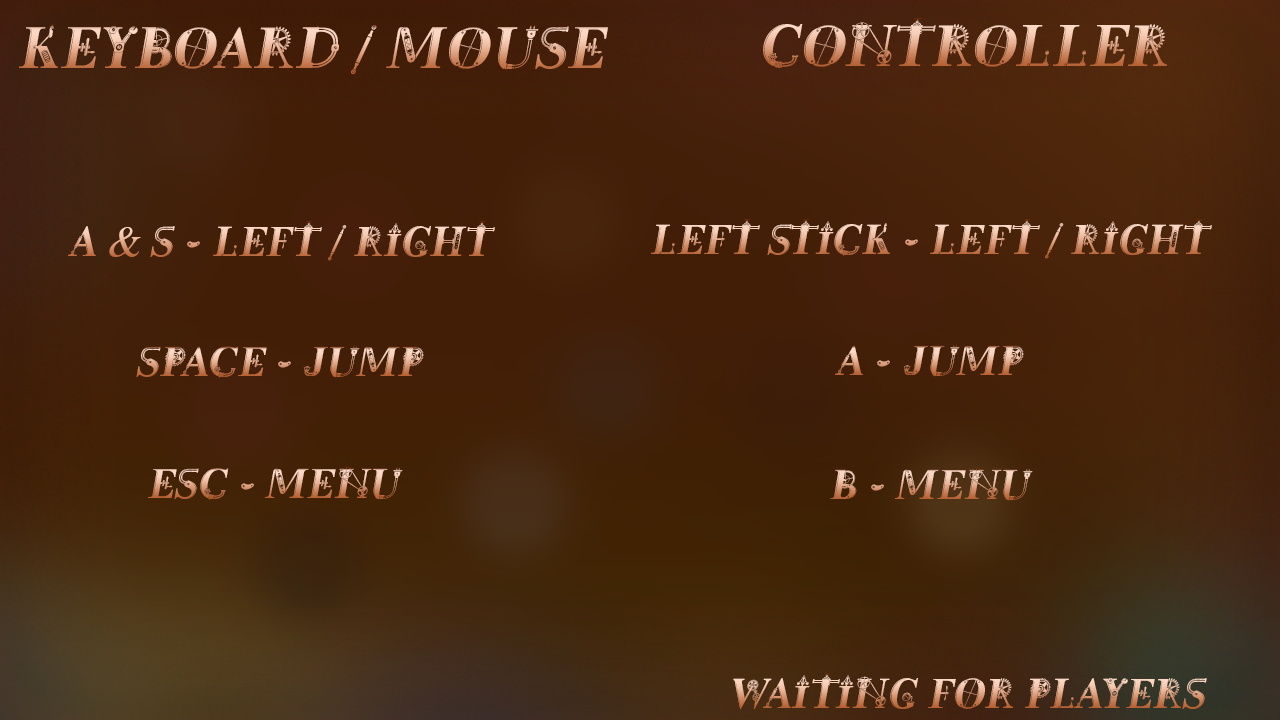 KEYBOARD / MOUSE
CONTROLLER
A & S - LEFT / RIGHT
LEFT STICK - LEFT / RIGHT
SPACE - JUMP
A - JUMP
ESC - MENU
B - MENU
WAITING FOR PLAYERS